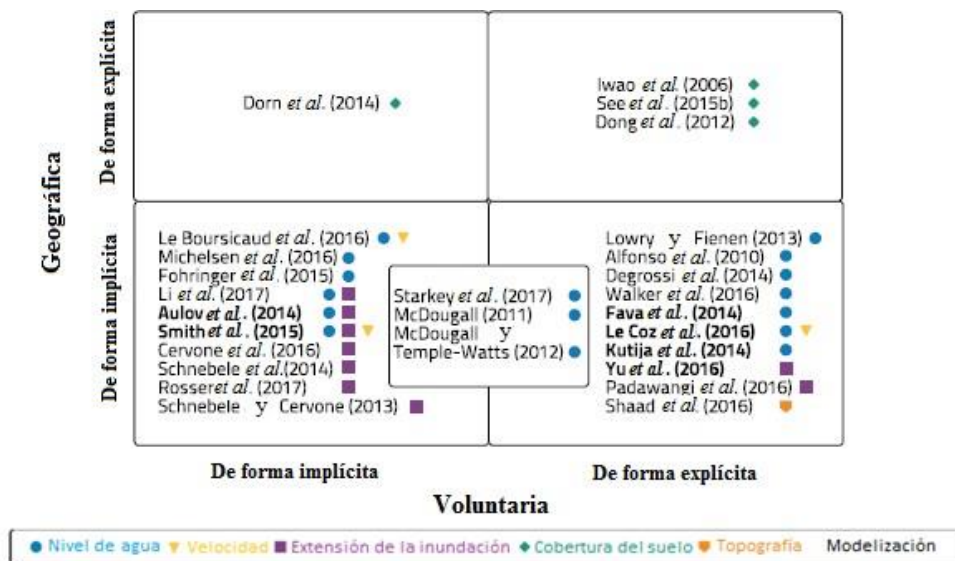 Geográfica
De forma explícita
De forma implícita
Dorn et al. (2014)
Iwao et al. (2006)
See et al. (2015b)
Dong et al. (2012)
Le Boursicaud et al. (2016)
Michelsen et al. (2016)
Fohringer et al. (2015)
Li et al. (2017)
Aulov et al. (2014)
Smith et al. (2015)
Cervone et al. (2016)
Schnebele et al.(2014)
Rosser et al. (2017)
Schnebele y Cervone (2013)
Starkey et al. (2017)
McDougall (2011)
McDougall y
Temple-Watts (2012)
Lowry y Fienen (2013)
Alfonso et al. (2010)
Degrossi et al. (2014)
Walker et al. (2016)
Fava et al. (2014)
Le Coz et al. (2016)
Kutija et al. (2014)
Yu et al. (2016)
Padawangi et al. (2016)
Shaad et al. (2016)
De forma implícita
De forma explícita
Voluntaria
Nivel de agua Velocidad Extensión de la inundación Cobertura del suelo Topografía Modelización